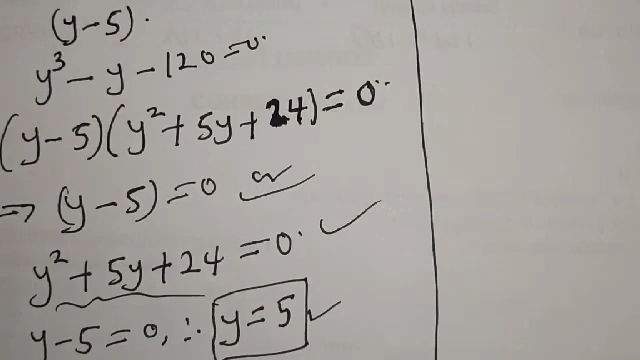 (y-5).
y³ - y - 120 = 0.
(y-5)(y² + 5y + 24) = 0.
⇒ (y-5) = 0 or
y² + 5y + 24 = 0.
y-5 = 0, ∴ y = 5